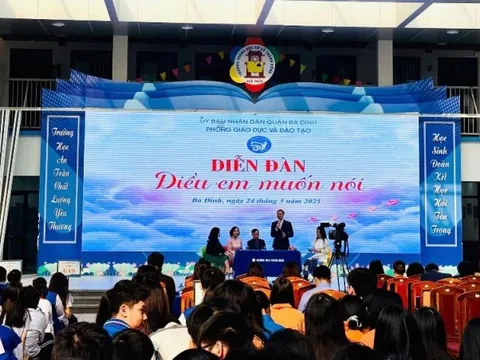 HÀ NỘI
ỦY BAN NHÂN DÂN QUẬN BA ĐÌNH
PHÒNG GIÁO DỤC VÀ ĐÀO TẠO
DIỄN ĐÀN
Điều em muốn nói
Ba Đình, ngày 24 tháng 3 năm 2025
Trường
Học
An
Toàn
Chất
Lượng
Yêu
Thương
Học
Sinh
Đoàn
Kết
Học
Hỏi
Tôn
Trọng